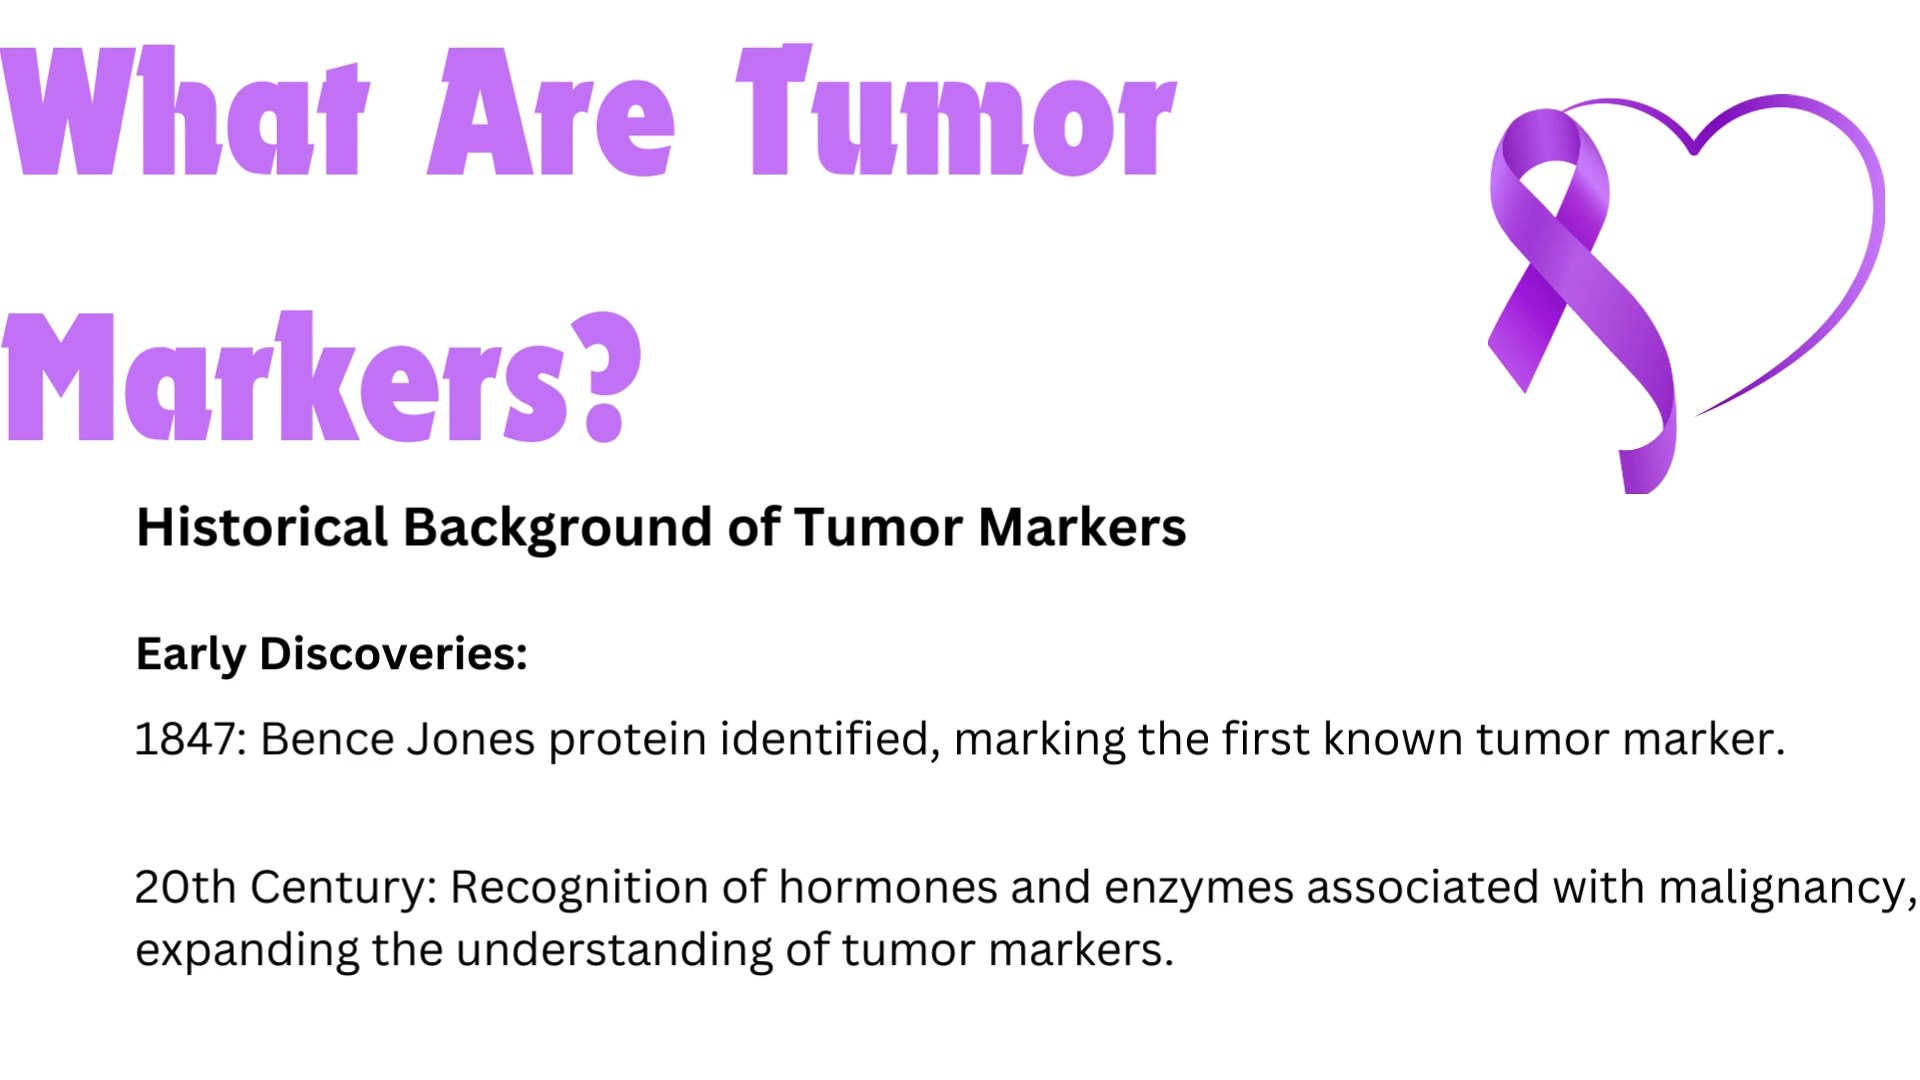 What Are Tumor
Markers?
Historical Background of Tumor Markers
Early Discoveries:
1847: Bence Jones protein identified, marking the first known tumor marker.
20th Century: Recognition of hormones and enzymes associated with malignancy,
expanding the understanding of tumor markers.